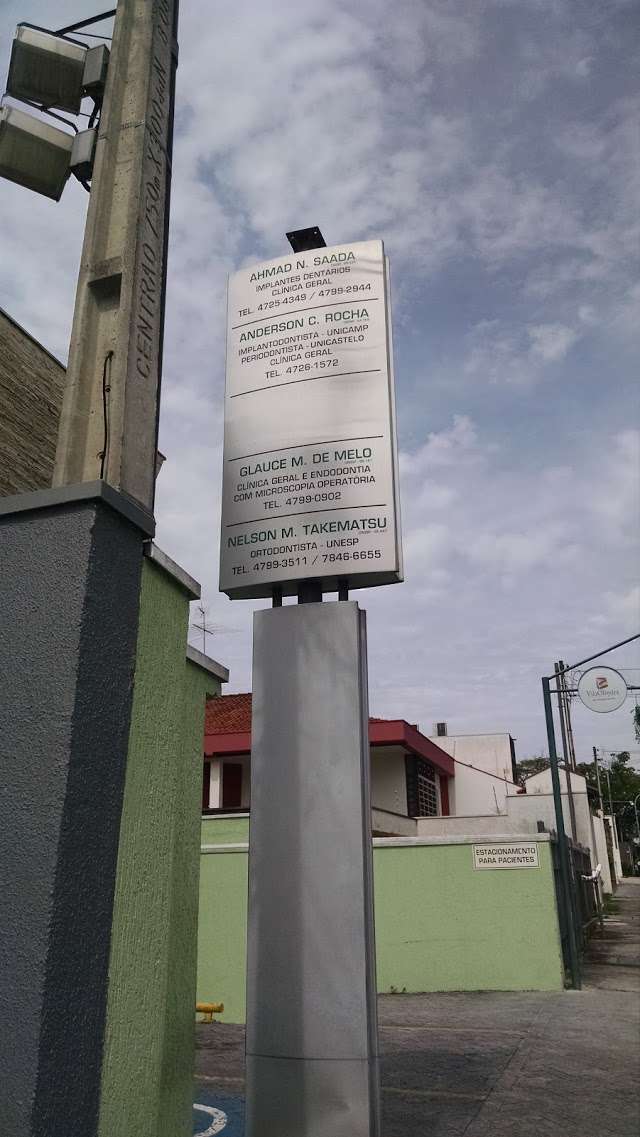 AHMAD N. SAADA
IMPLANTES DENTÁRIOS
CLÍNICA GERAL
TEL. 4725-4349 / 4799-2944
ANDERSON C. ROCHA
IMPLANTODONTISTA - UNICAMP
PERIODONTISTA - UNICASTELO
CLÍNICA GERAL
TEL. 4726-1572
GLAUCE M. DE MELO
CLÍNICA GERAL E ENDODONTIA
COM MICROSCOPIA OPERATÓRIA
TEL. 4799-0902
NELSON M. TAKEMATSU
ORTODONTISTA - UNESP
TEL. 4799-3511 / 7846-6655
CENTRAD
ESTACIONAMENTO
PARA PACIENTES